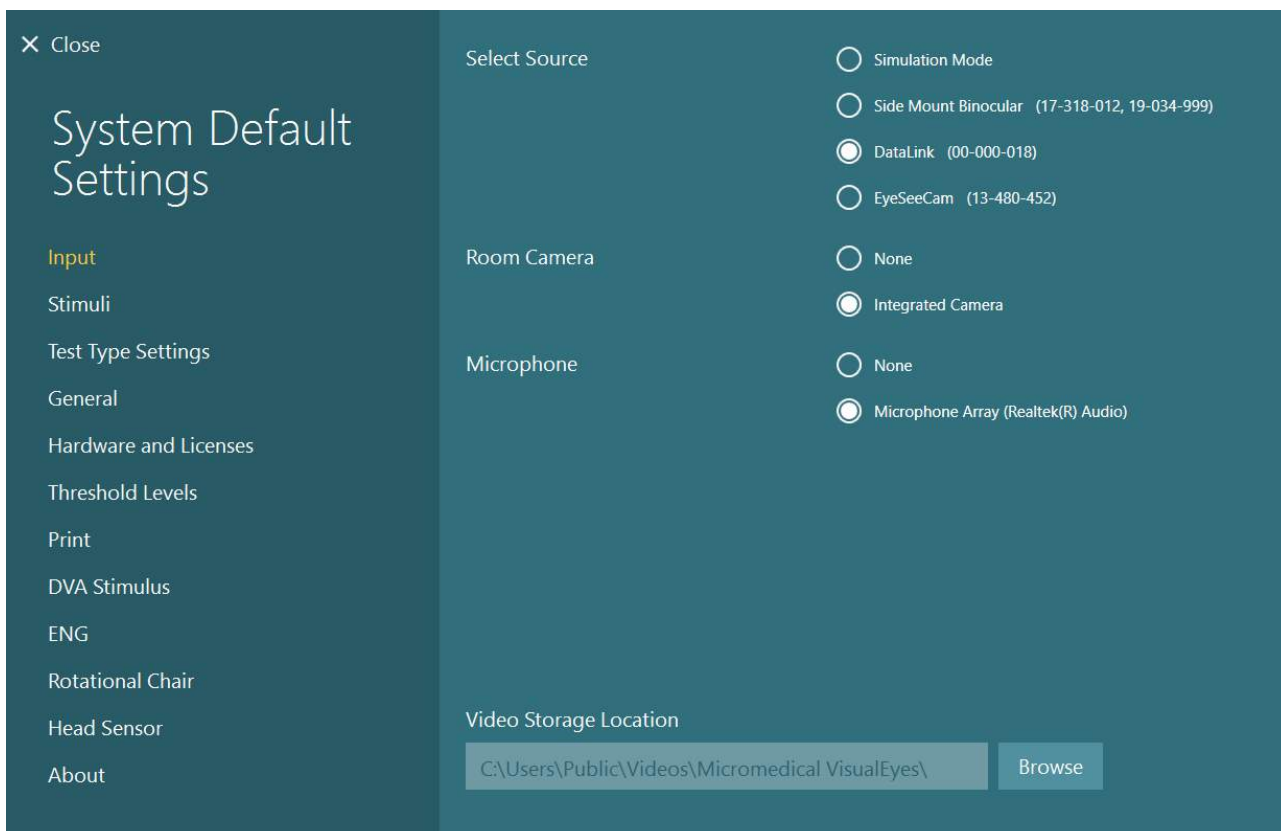 Close
System Default
Settings
Input
Stimuli
Test Type Settings
General
Hardware and Licenses
Threshold Levels
Print
DVA Stimulus
ENG
Rotational Chair
Head Sensor
About
Select Source
Simulation Mode
Side Mount Binocular (17-318-012, 19-034-999)
DataLink (00-000-018)
EyeSeeCam (13-480-452)
Room Camera
None
Integrated Camera
Microphone
None
Microphone Array (Realtek(R) Audio)
Video Storage Location
C:\Users\Public\Videos\Micromedical VisualEyes\
Browse